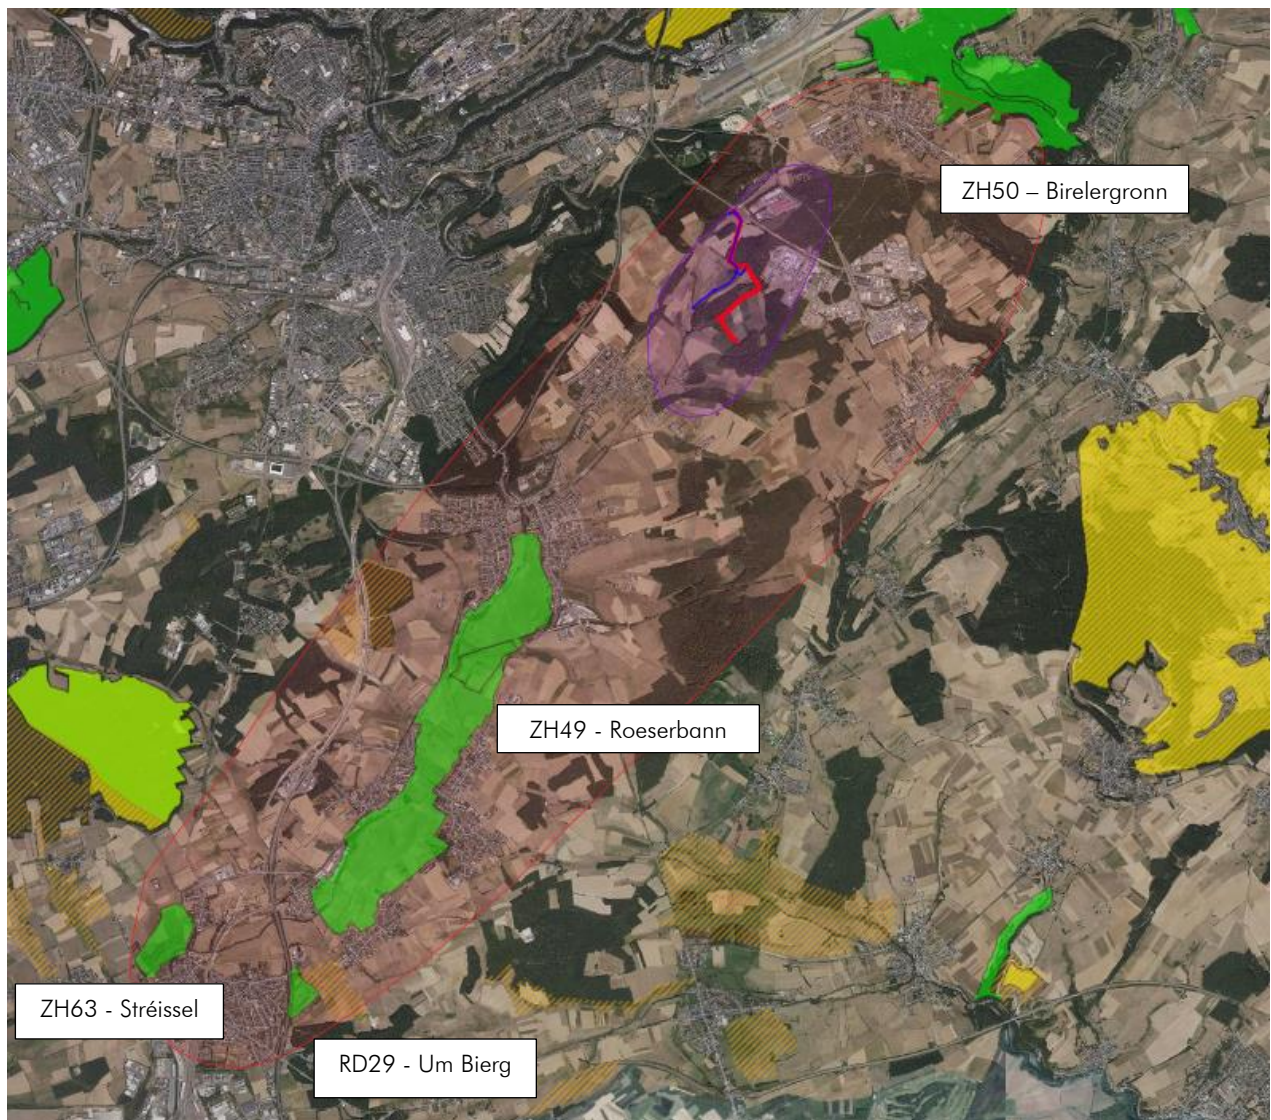 ZH50 – Birelergronn
ZH49 - Roeserbann
ZH63 - Stréissel
RD29 - Um Bierg